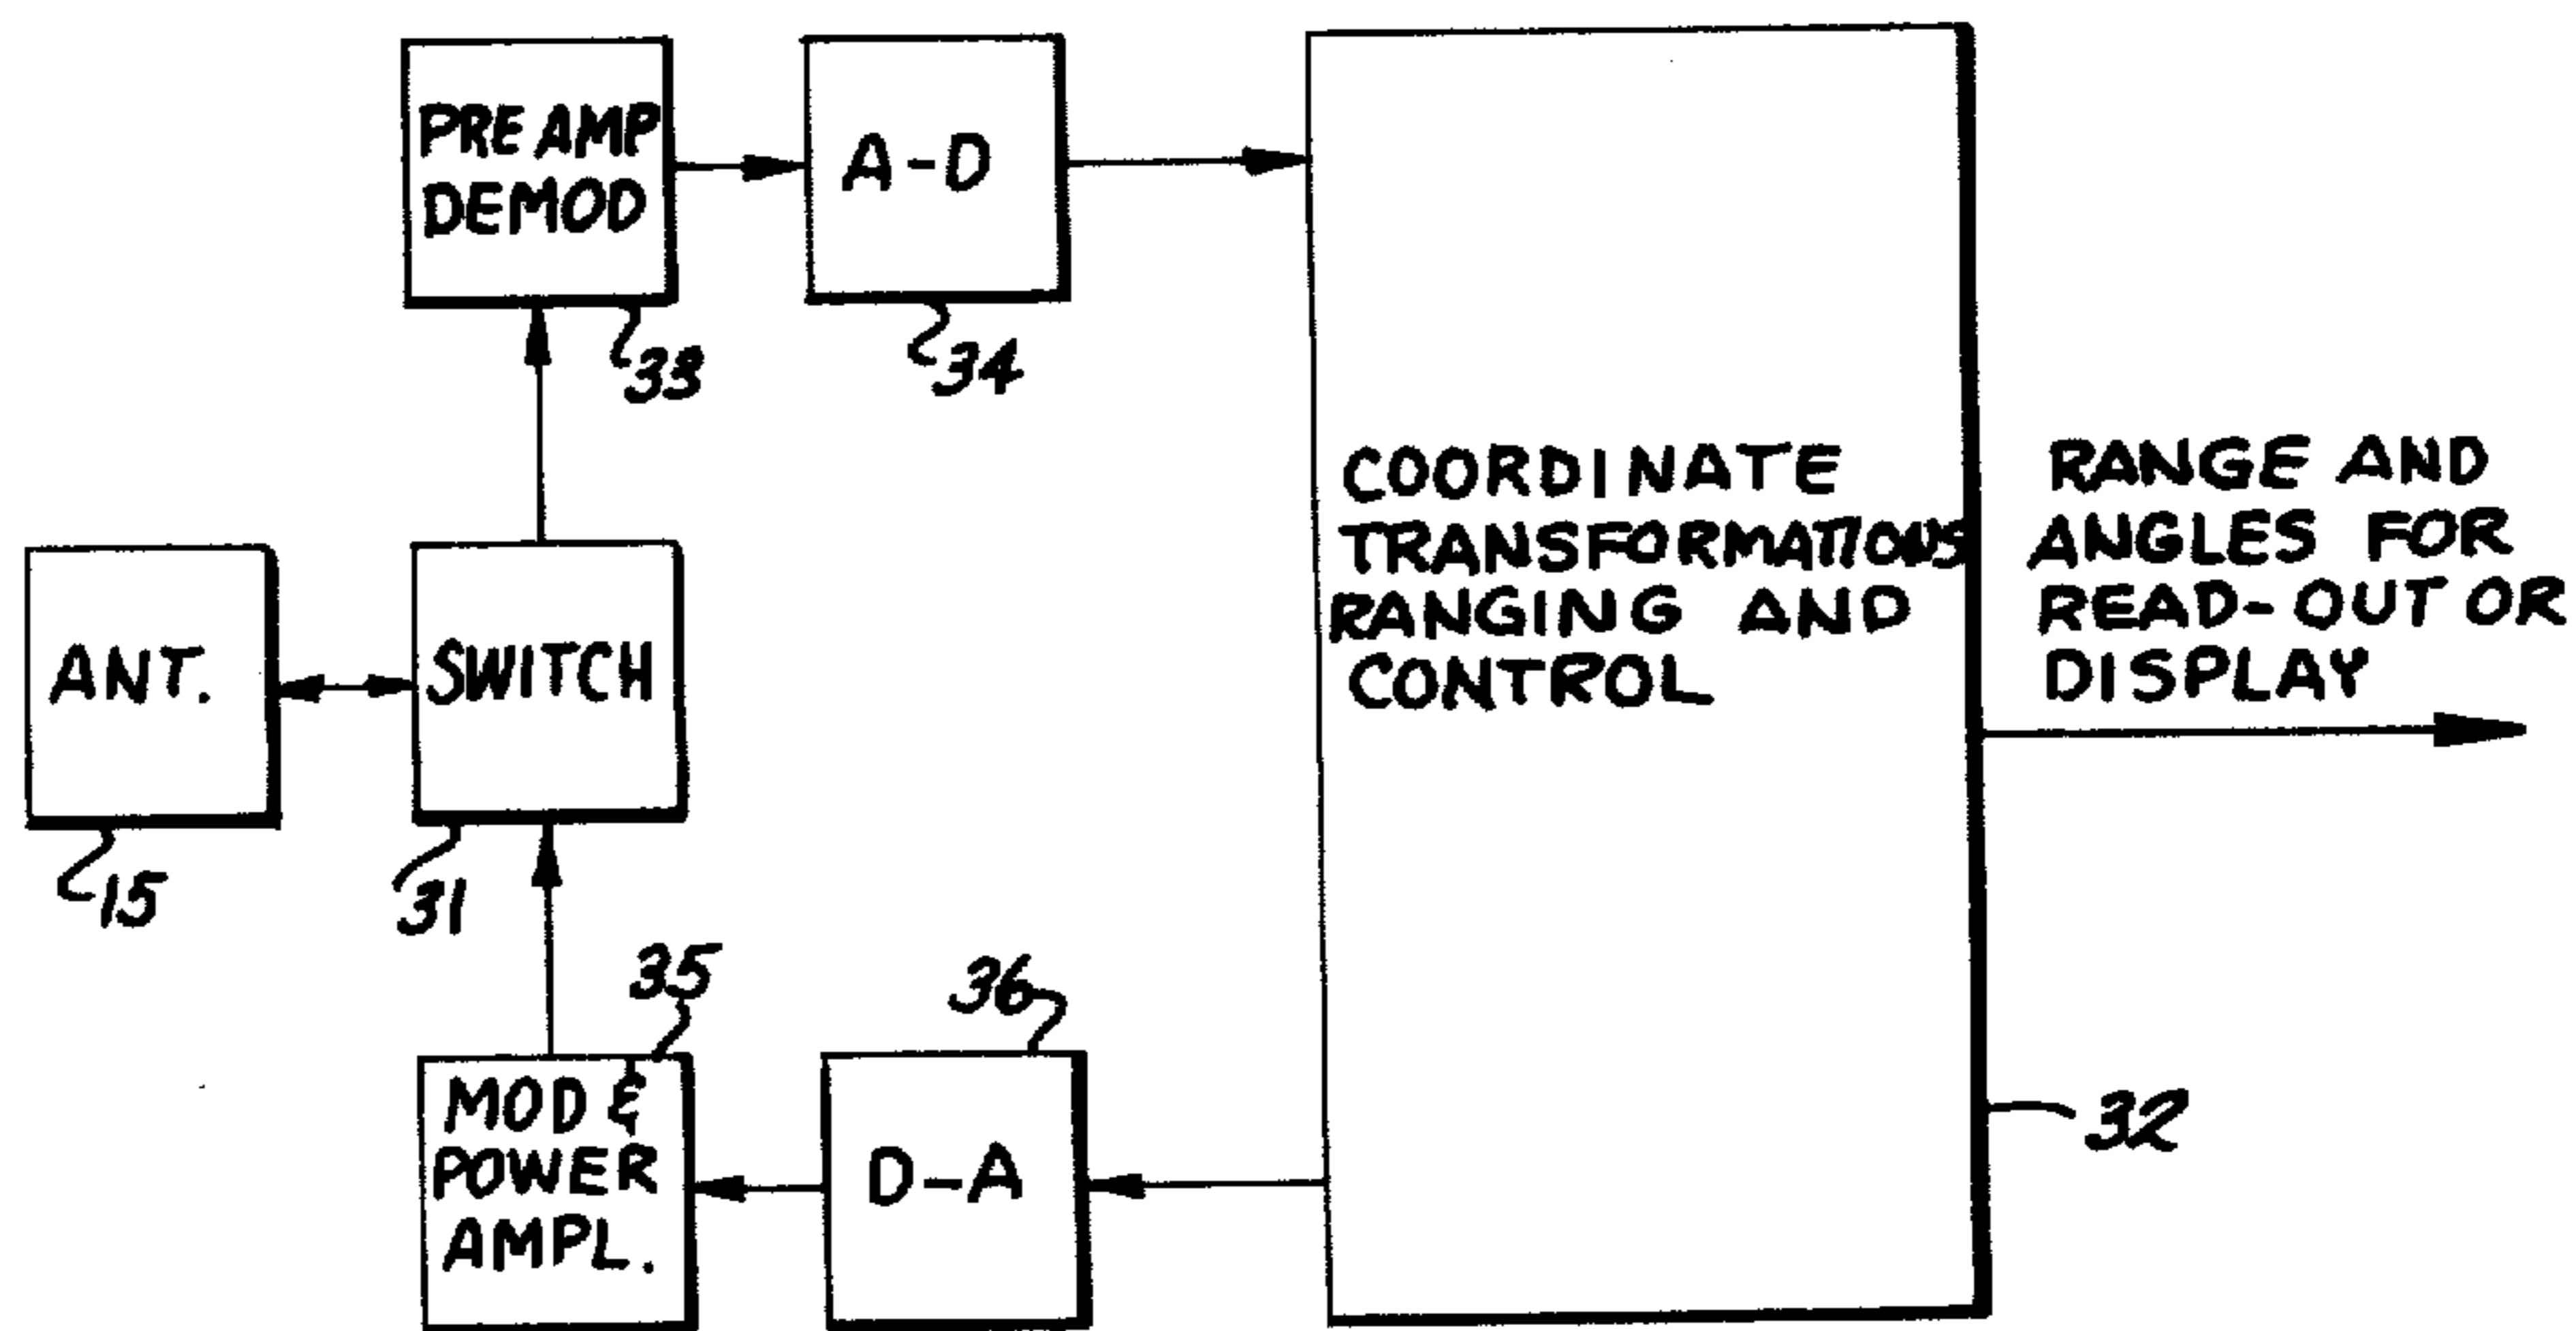 PRE AMP
DEMOD
33
A-D
34
ANT.
15
SWITCH
31
MOD &
POWER
AMPL.
35
D-A
36
COORDINATE
TRANSFORMATIONS
RANGING AND
CONTROL
32
RANGE AND
ANGLES FOR
READ-OUT OR
DISPLAY